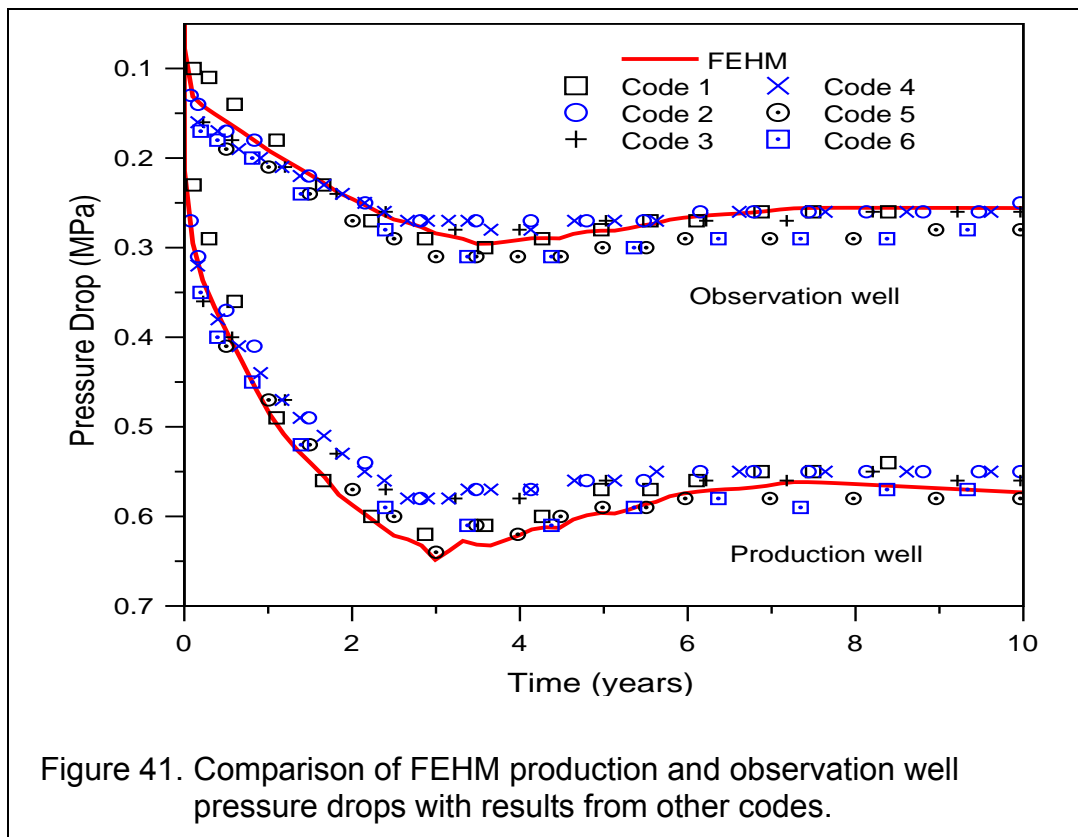 0.1
0.2
0.3
0.4
0.5
0.6
0.7
Pressure Drop (MPa)
FEHM
Code 1
Code 4
Code 2
Code 5
Code 3
Code 6
Observation well
Production well
0
2
4
6
8
10
Time (years)
Figure 41. Comparison of FEHM production and observation well
pressure drops with results from other codes.